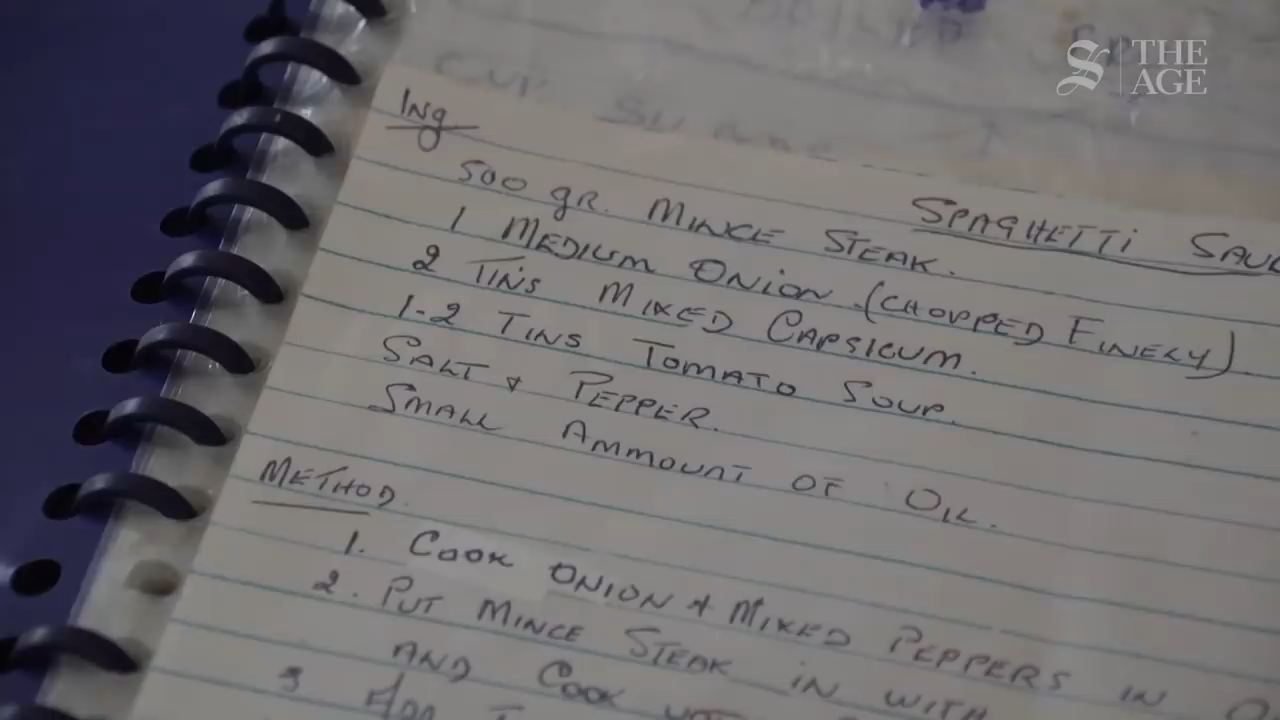 THE
AGE
Ing
SPAGHETTI
500 gR. MINCE STEAK.
1 MEDIUM ONION (CHOPPED FINELY)
2 TINS MIXED CAPSICUM.
1-2 TINS TOMATO SOUP.
SALT & PEPPER.
SMALL AMMOUNT OF OIL.
METHOD.
1. COOK ONION & MIXED PEPPERS IN
2. PUT MINCE STEAK IN WITH
AND COOK
3 ADD